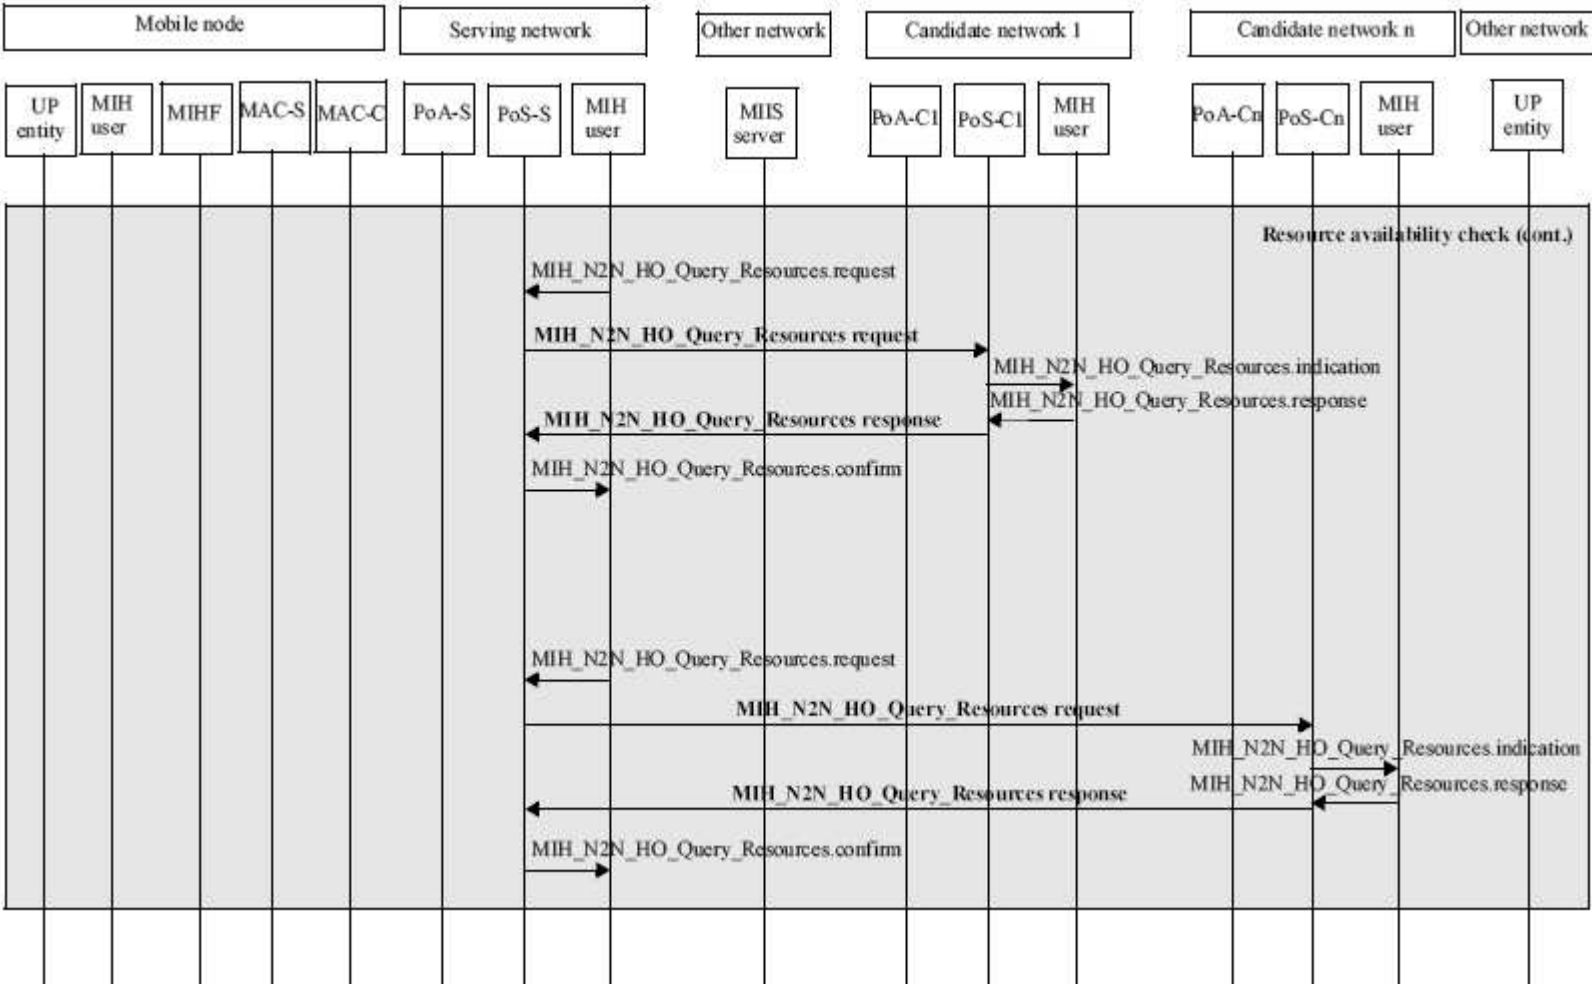 Mobile node
Serving network
Other network
Candidate network 1
Candidate network n
Other network
UP
entity
MIH
user
MIHF
MAC-S
MAC-C
PoA-S
PoS-S
MIH
user
MIIS
server
PoA-C1
PoS-C1
MIH
user
PoA-Cn
PoS-Cn
MIH
user
UP
entity
Resource availability check (cont.)
MIH_N2N_HO_Query_Resources.request
MIH_N2N_HO_Query_Resources request
MIH_N2N_HO_Query_Resources.indication
MIH_N2N_HO_Query_Resources.response
MIH_N2N_HO_Query_Resources response
MIH_N2N_HO_Query_Resources.confirm
MIH_N2N_HO_Query_Resources.request
MIH_N2N_HO_Query_Resources request
MIH_N2N_HO_Query_Resources.indication
MIH_N2N_HO_Query_Resources.response
MIH_N2N_HO_Query_Resources response
MIH_N2N_HO_Query_Resources.confirm